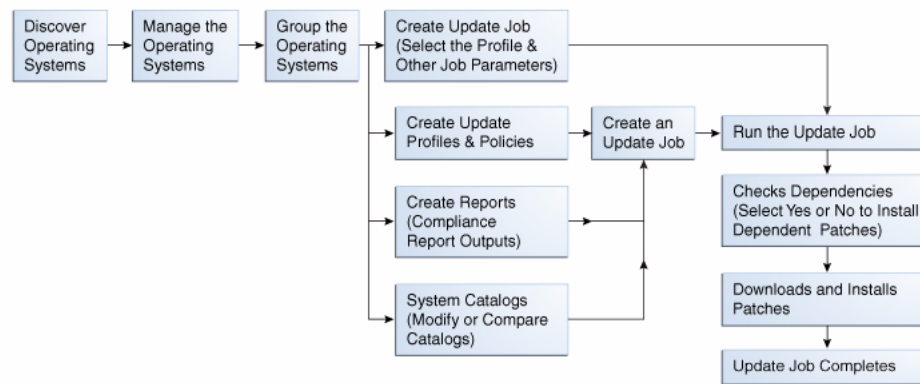 Discover
Operating
Systems
Manage the
Operating
Systems
Group the
Operating
Systems
Create Update Job
(Select the Profile &
Other Job Parameters)
Create Update
Profiles & Policies
Create an
Update Job
Run the Update Job
Create Reports
(Compliance
Report Outputs)
Checks Dependencies
(Select Yes or No to Install
Dependent Patches)
System Catalogs
(Modify or Compare
Catalogs)
Downloads and Installs
Patches
Update Job Completes